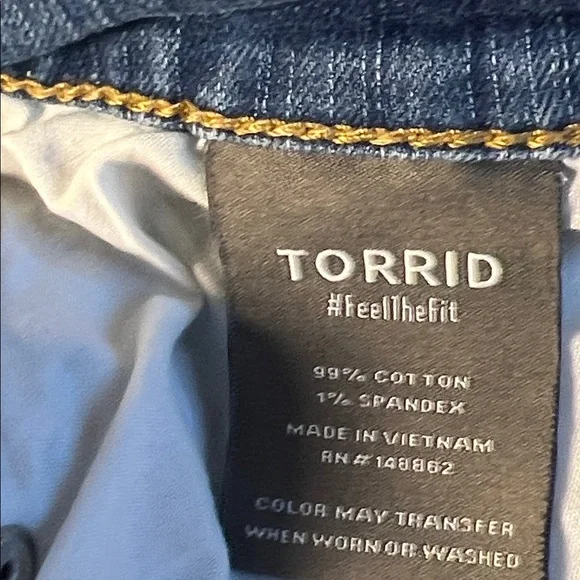 TORRID
#FeelTheFit
99% COTTON
1% SPANDEX
MADE IN VIETNAM
RN # 148862
COLOR MAY TRANSFER
WHEN WORN OR WASHED